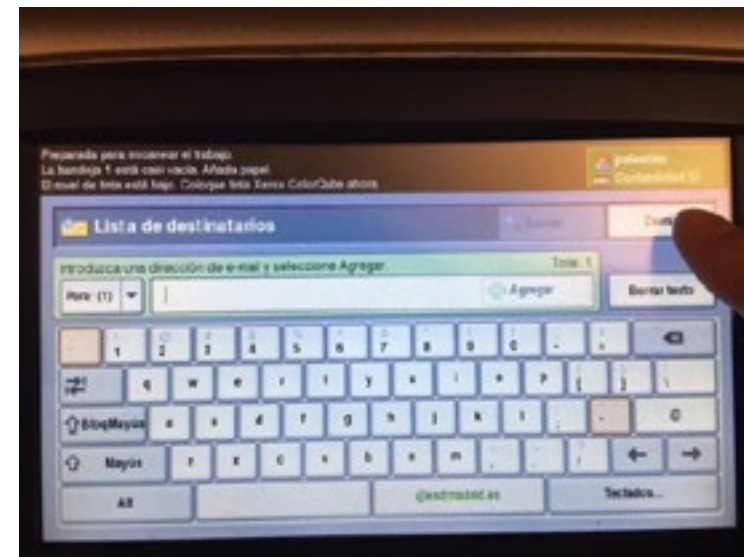 Preparada para escanear el trabajo.
La bandeja 1 está casi vacía. Añada papel.
El nivel de tinta está bajo. Coloque tinta Xerox ColorQube ahora.
Lista de destinatarios
Introduzca una dirección de e-mail y seleccione Agregar.
Total: 1
Para: (1)
Agregar
Borrar texto
1 2 3 4 5 6 7 8 9 0
q w e r t y u i o p
BloqMayús a s d f g h j k l
Mayús z x c v b n m
Alt
@esdmadrid.es
Teclados...